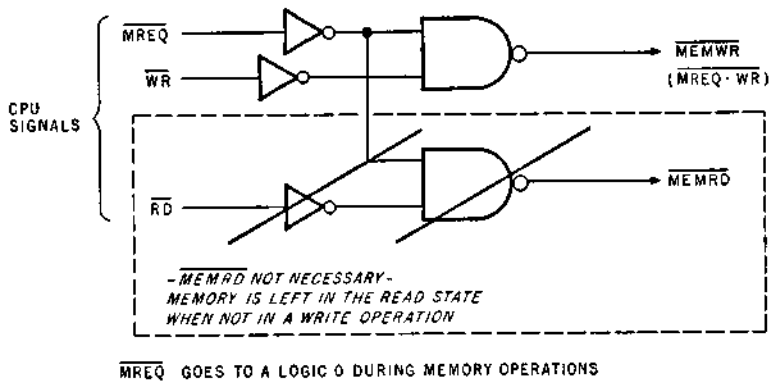 MREQ
WR
CPU
SIGNALS
MEMWR
(MREQ · WR)
RD
MEMRD
-MEMRD NOT NECESSARY-
MEMORY IS LEFT IN THE READ STATE
WHEN NOT IN A WRITE OPERATION
MREQ GOES TO A LOGIC 0 DURING MEMORY OPERATIONS